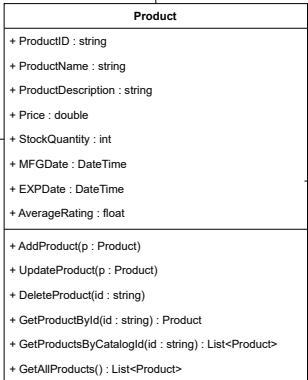 Product
+ ProductID : string
+ ProductName : string
+ ProductDescription : string
+ Price : double
+ StockQuantity : int
+ MFGDate : DateTime
+ EXPDate : DateTime
+ AverageRating : float
+ AddProduct(p : Product)
+ UpdateProduct(p : Product)
+ DeleteProduct(id : string)
+ GetProductById(id : string) : Product
+ GetProductsByCatalogId(id : string) : List<Product>
+ GetAllProducts() : List<Product>